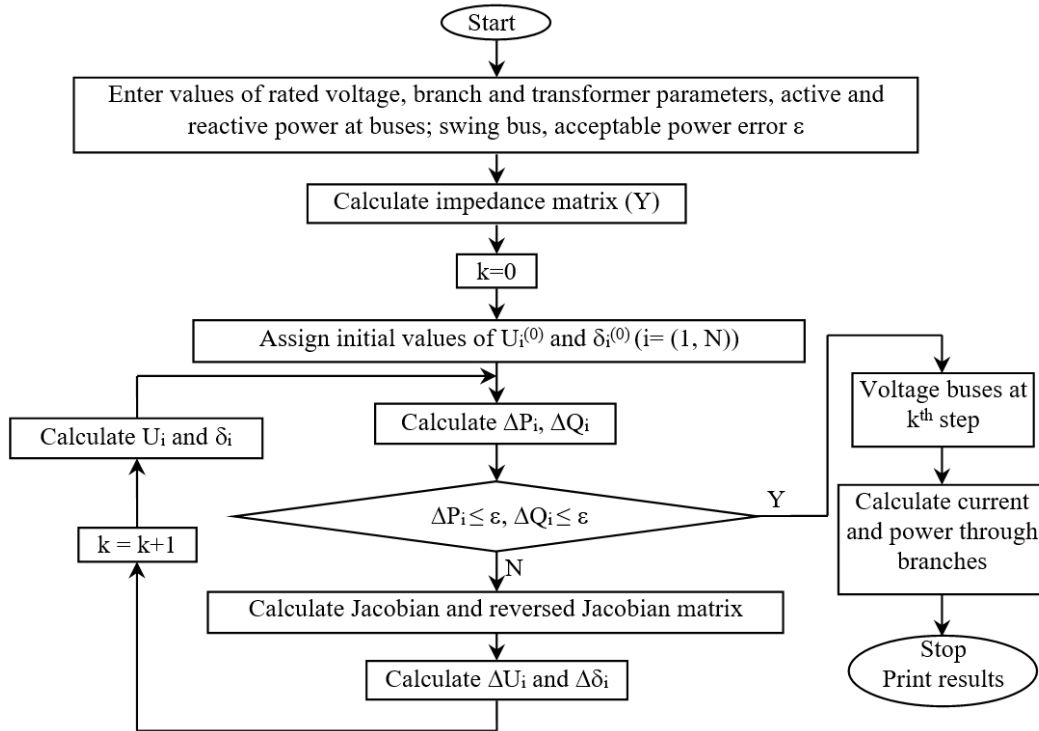 Start
Enter values of rated voltage, branch and transformer parameters, active and
reactive power at buses; swing bus, acceptable power error ε
Calculate impedance matrix (Y)
k=0
Assign initial values of Uᵢ⁽⁰⁾ and δᵢ⁽⁰⁾ (i= (1, N))
Calculate ΔPᵢ, ΔQᵢ
ΔPᵢ ≤ ε, ΔQᵢ ≤ ε
Y
N
Calculate Jacobian and reversed Jacobian matrix
Calculate ΔUᵢ and Δδᵢ
k = k+1
Calculate Uᵢ and δᵢ
Voltage buses at
kᵗʰ step
Calculate current
and power through
branches
Stop
Print results